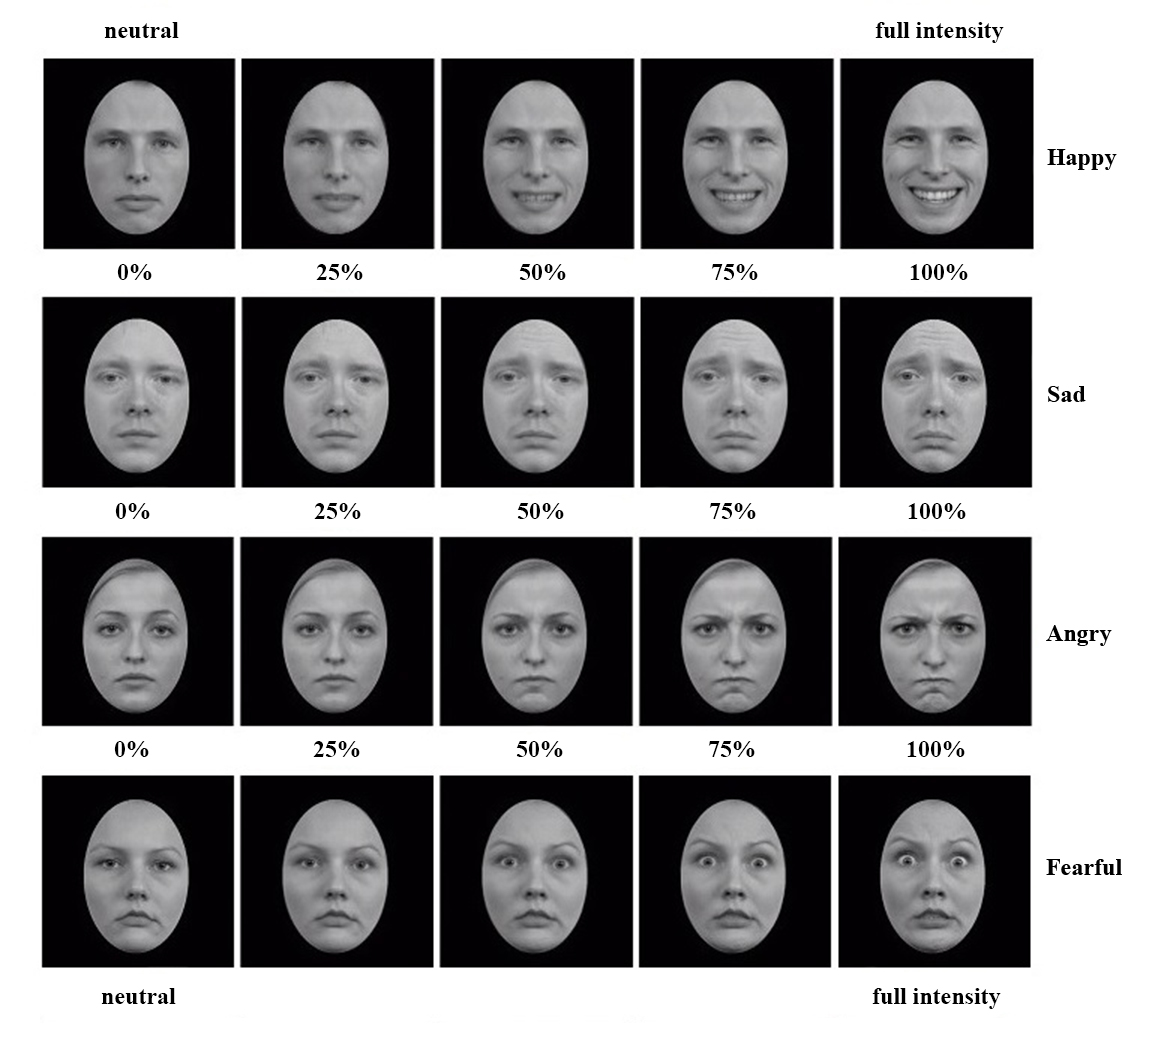 neutral full intensity
Happy
0% 25% 50% 75% 100%
Sad
0% 25% 50% 75% 100%
Angry
0% 25% 50% 75% 100%
Fearful
neutral full intensity